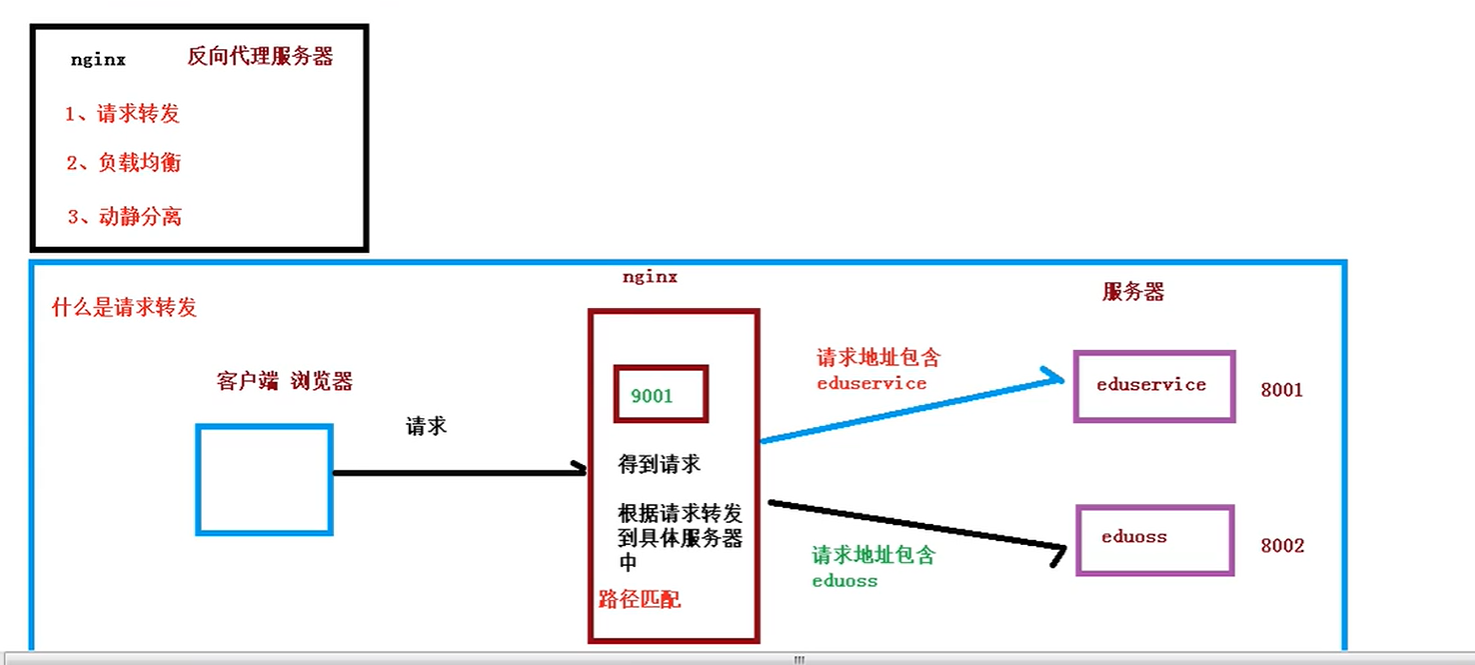 nginx 反向代理服务器
1、请求转发
2、负载均衡
3、动静分离
什么是请求转发
nginx
服务器
客户端 浏览器
请求
9001
得到请求
根据请求转发
到具体服务器
中
路径匹配
请求地址包含
eduservice
eduservice
8001
请求地址包含
eduoss
eduoss
8002